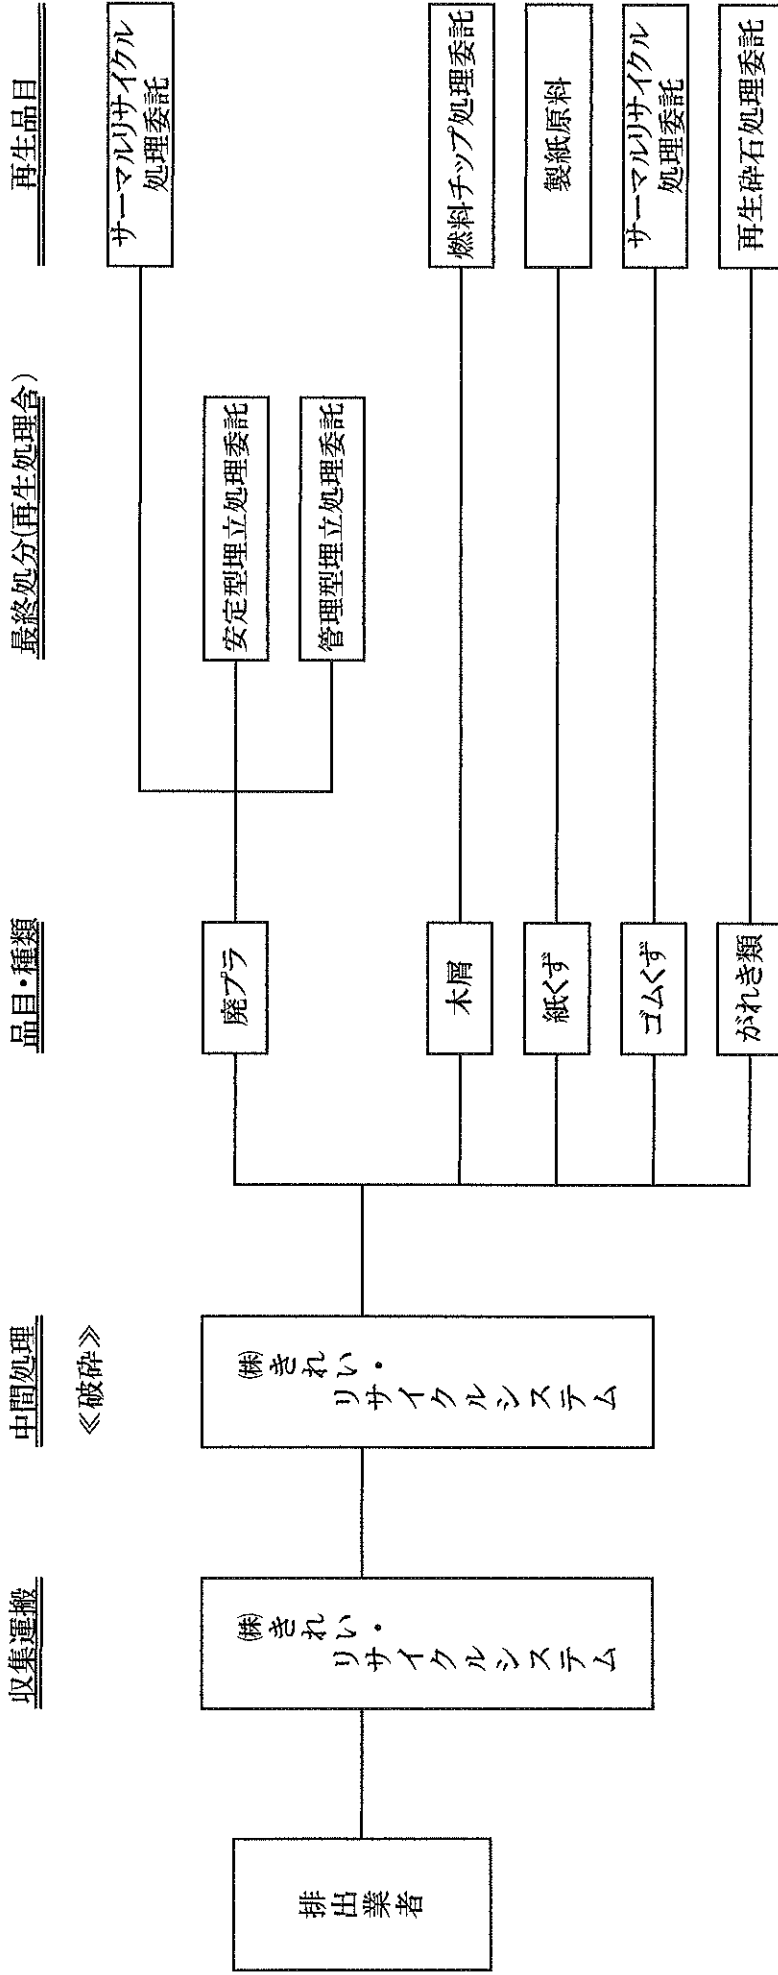 収集運搬
中間処理
品目・種類
最終処分(再生処理含)
再生品目
≪破砕≫
排出業者
㈱きれい・
リサイクルシステム
㈱きれい・
リサイクルシステム
廃プラ
木屑
紙くず
ゴムくず
がれき類
安定型埋立処理委託
管理型埋立処理委託
サーマルリサイクル
処理委託
燃料チップ処理委託
製紙原料
サーマルリサイクル
処理委託
再生砕石処理委託